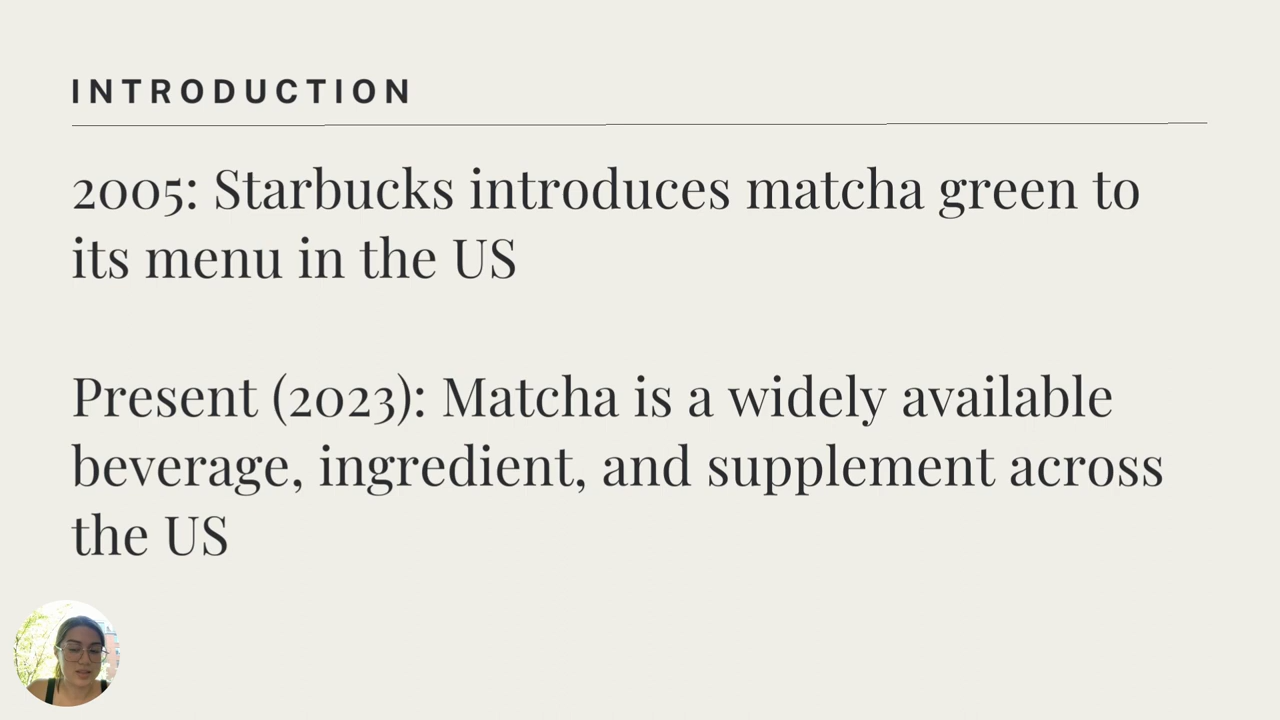 INTRODUCTION
2005: Starbucks introduces matcha green to
its menu in the US
Present (2023): Matcha is a widely available
beverage, ingredient, and supplement across
the US